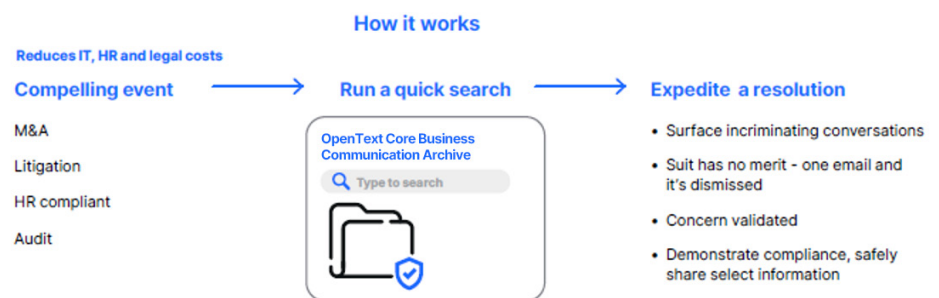 How it works
Reduces IT, HR and legal costs
Compelling event
Run a quick search
Expedite a resolution
M&A
Litigation
HR compliant
Audit
OpenText Core Business
Communication Archive
Type to search
• Surface incriminating conversations
• Suit has no merit - one email and
it's dismissed
• Concern validated
• Demonstrate compliance, safely
share select information